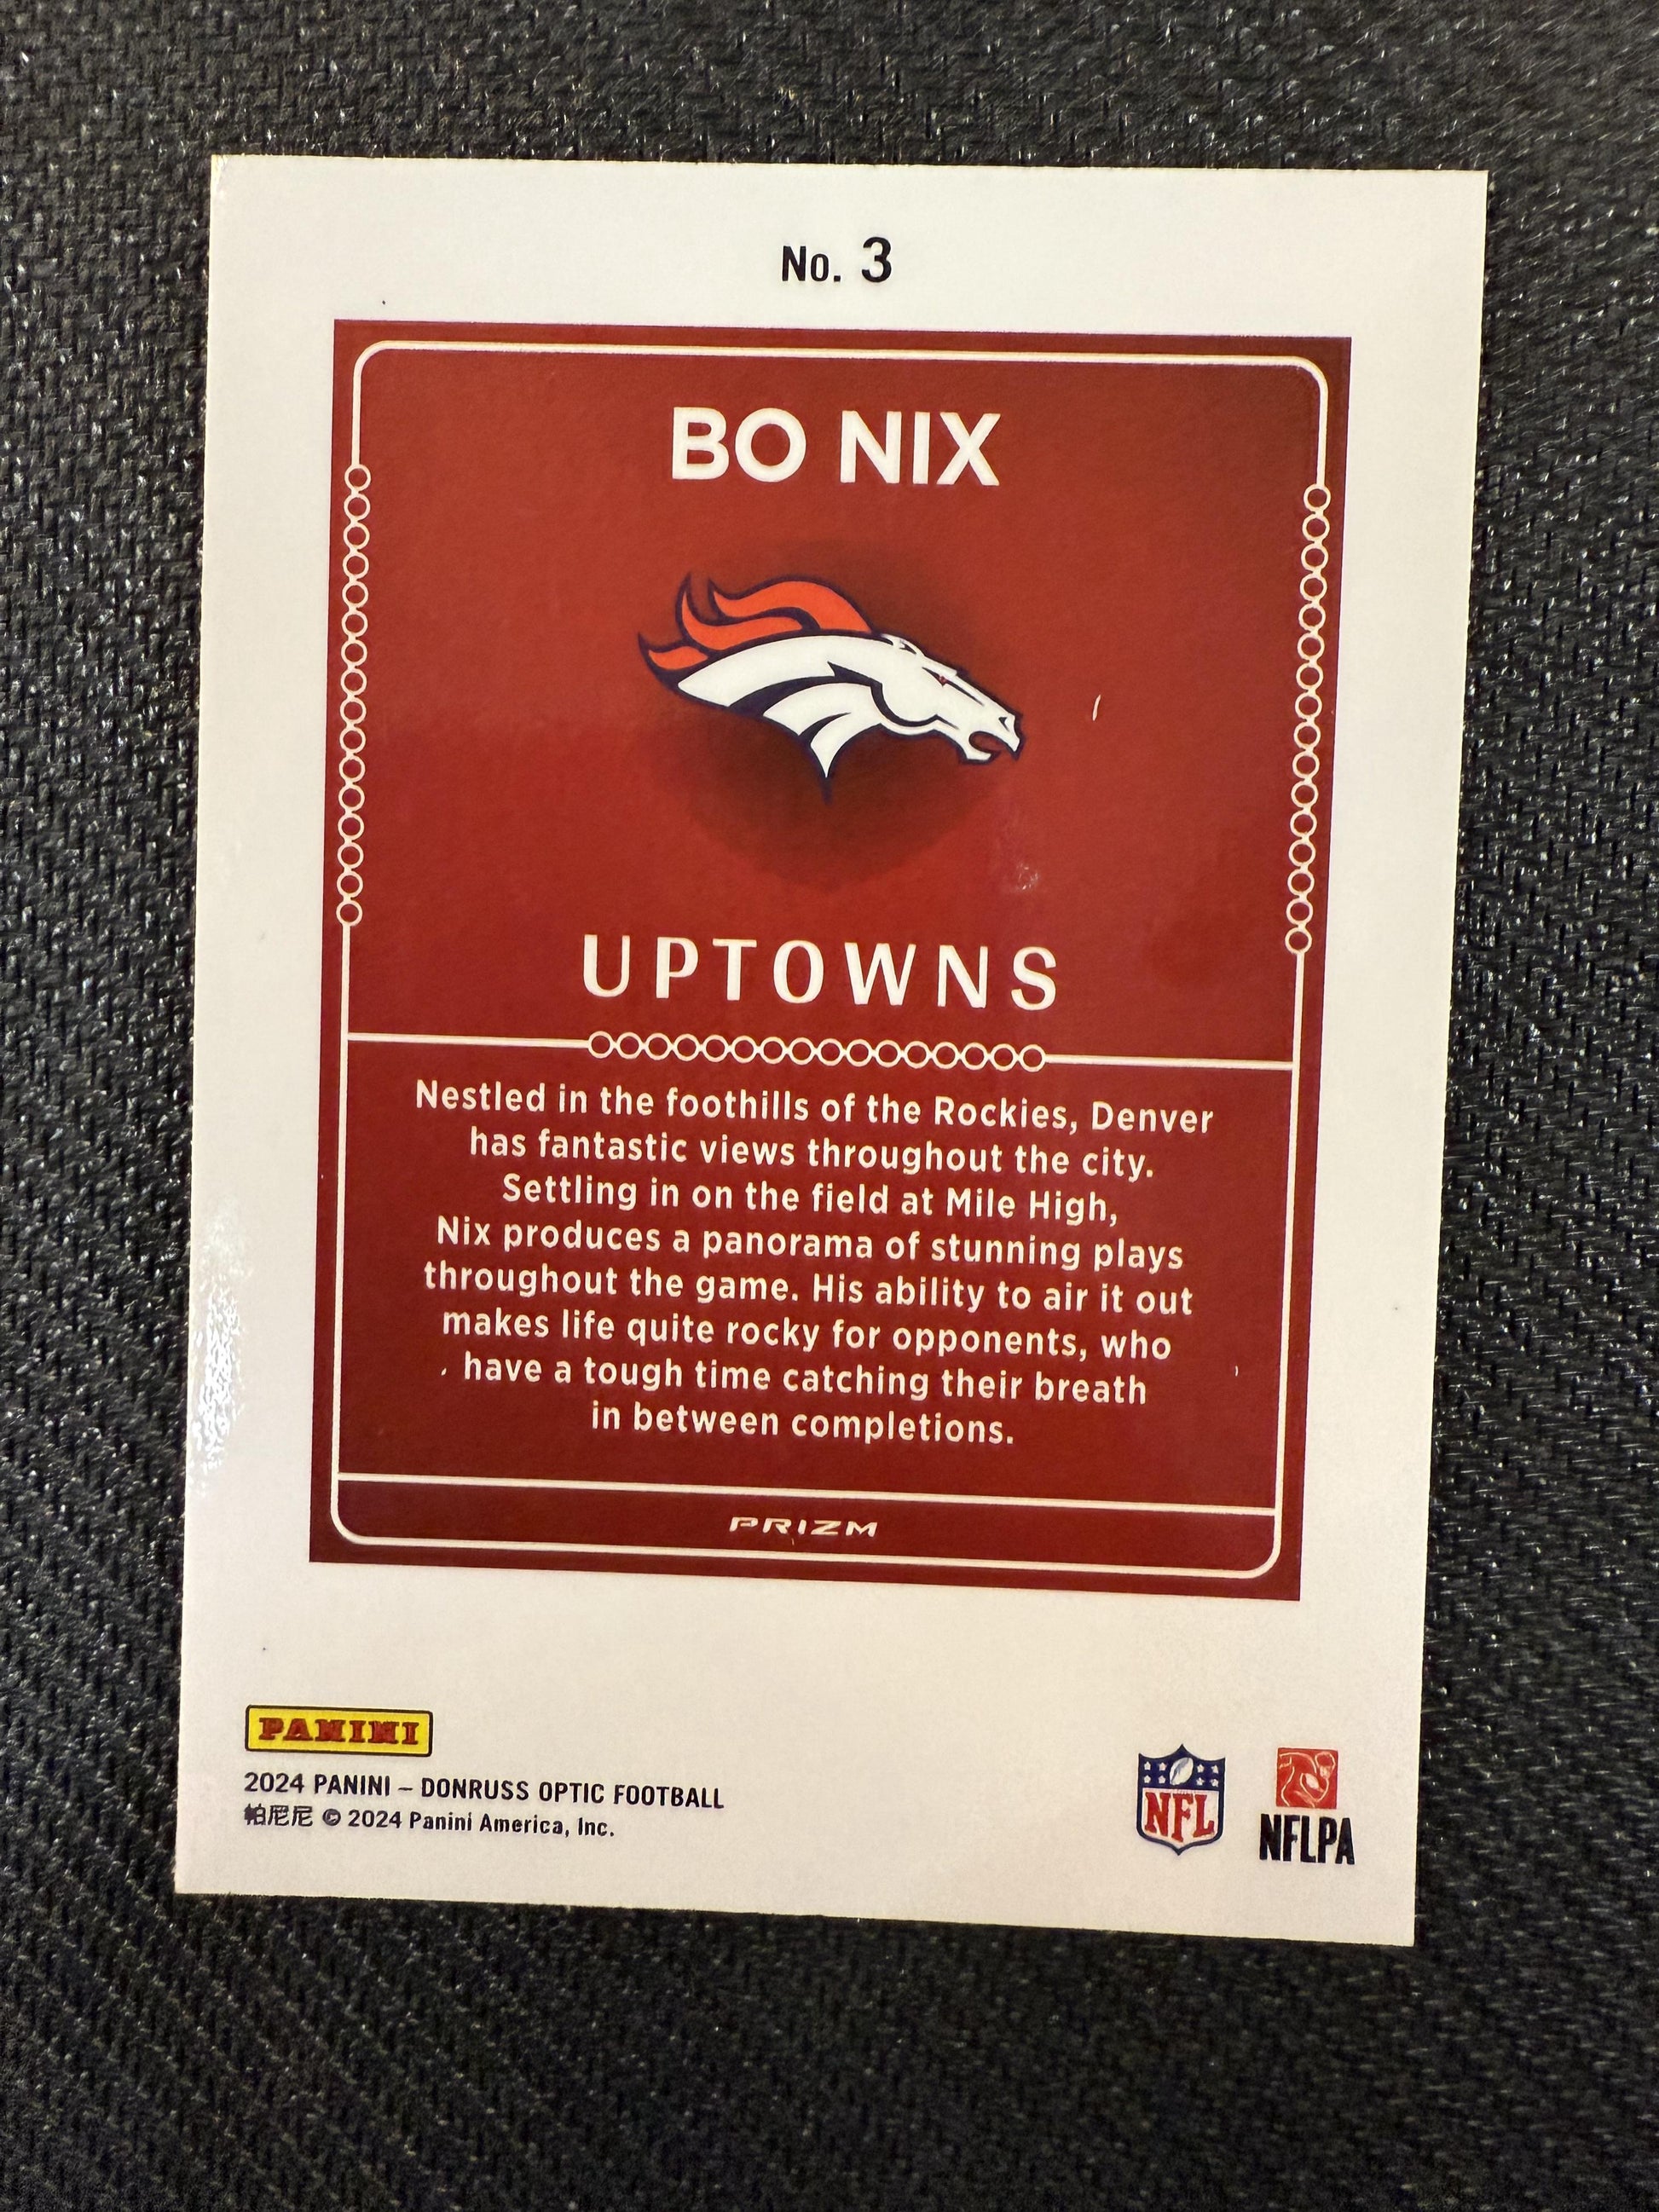 No. 3
BO NIX
UPTOWNS
Nestled in the foothills of the Rockies, Denver
has fantastic views throughout the city.
Settling in on the field at Mile High,
Nix produces a panorama of stunning plays
throughout the game. His ability to air it out
makes life quite rocky for opponents, who
have a tough time catching their breath
in between completions.
PRIZM
PANINI
2024 PANINI – DONRUSS OPTIC FOOTBALL
帕尼尼 © 2024 Panini America, Inc.
NFL
NFLPA